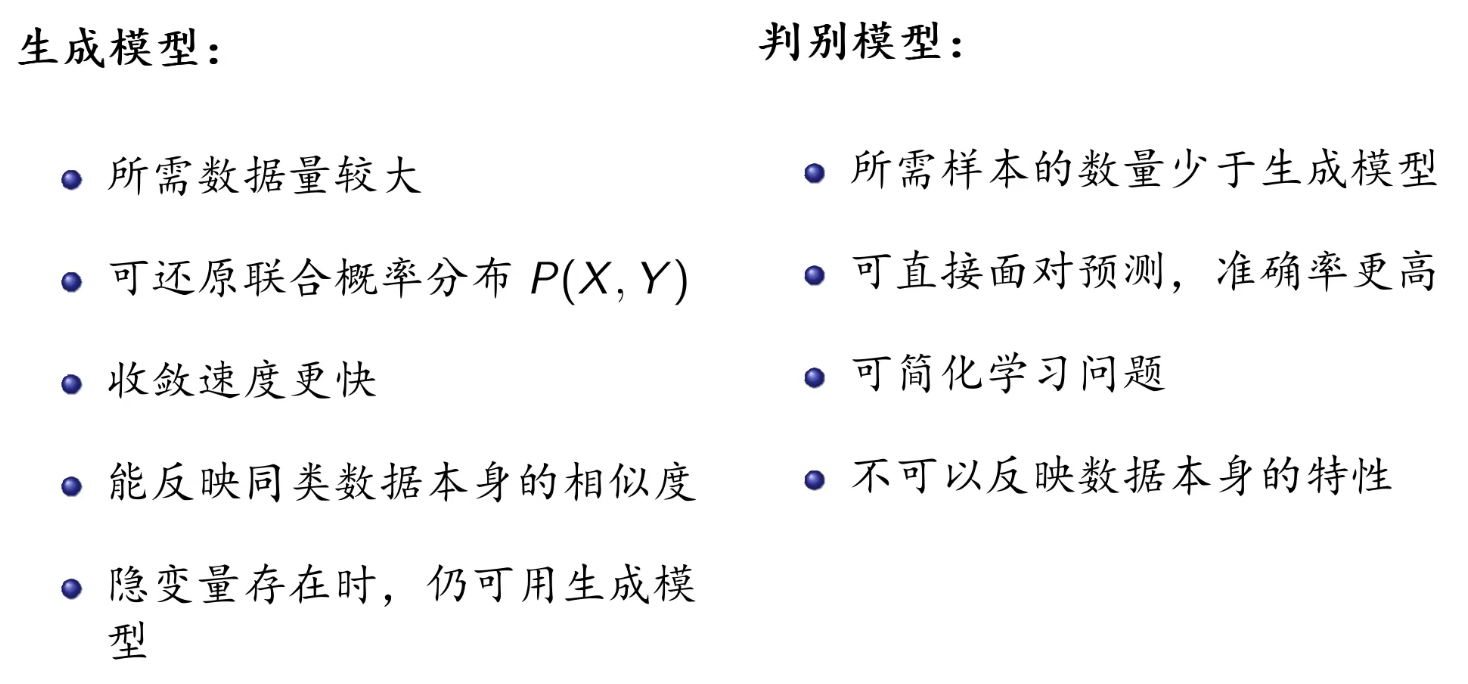 生成模型：
所需数据量较大
可还原联合概率分布 P(X, Y)
收敛速度更快
能反映同类数据本身的相似度
隐变量存在时，仍可用生成模
型
判别模型：
所需样本的数量少于生成模型
可直接面对预测，准确率更高
可简化学习问题
不可以反映数据本身的特性